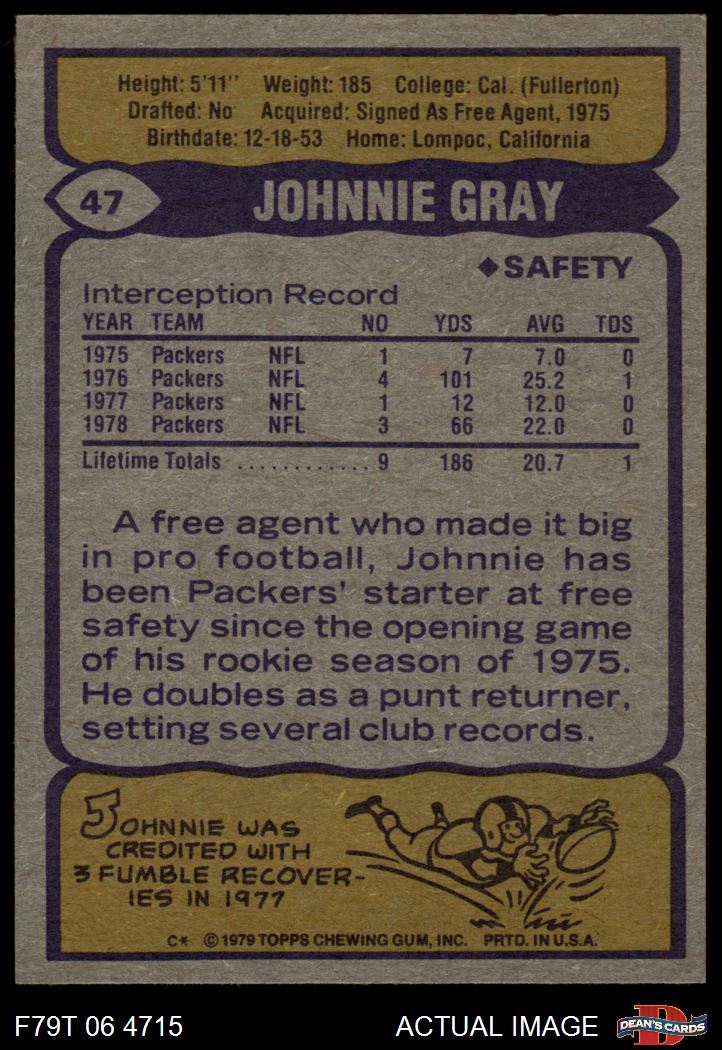 Height: 5'11'' Weight: 185 College: Cal. (Fullerton)
Drafted: No Acquired: Signed As Free Agent, 1975
Birthdate: 12-18-53 Home: Lompoc, California
47 JOHNNIE GRAY
◆SAFETY
Interception Record
YEAR TEAM NO YDS AVG TDS
1975 Packers NFL 1 7 7.0 0
1976 Packers NFL 4 101 25.2 1
1977 Packers NFL 1 12 12.0 0
1978 Packers NFL 3 66 22.0 0
Lifetime Totals ............ 9 186 20.7 1
A free agent who made it big
in pro football, Johnnie has
been Packers' starter at free
safety since the opening game
of his rookie season of 1975.
He doubles as a punt returner,
setting several club records.
JOHNNIE WAS
CREDITED WITH
3 FUMBLE RECOVER-
IES IN 1977
C* © 1979 TOPPS CHEWING GUM, INC. PRTD. IN U.S.A.
F79T 06 4715 ACTUAL IMAGE D DEAN'S CARDS